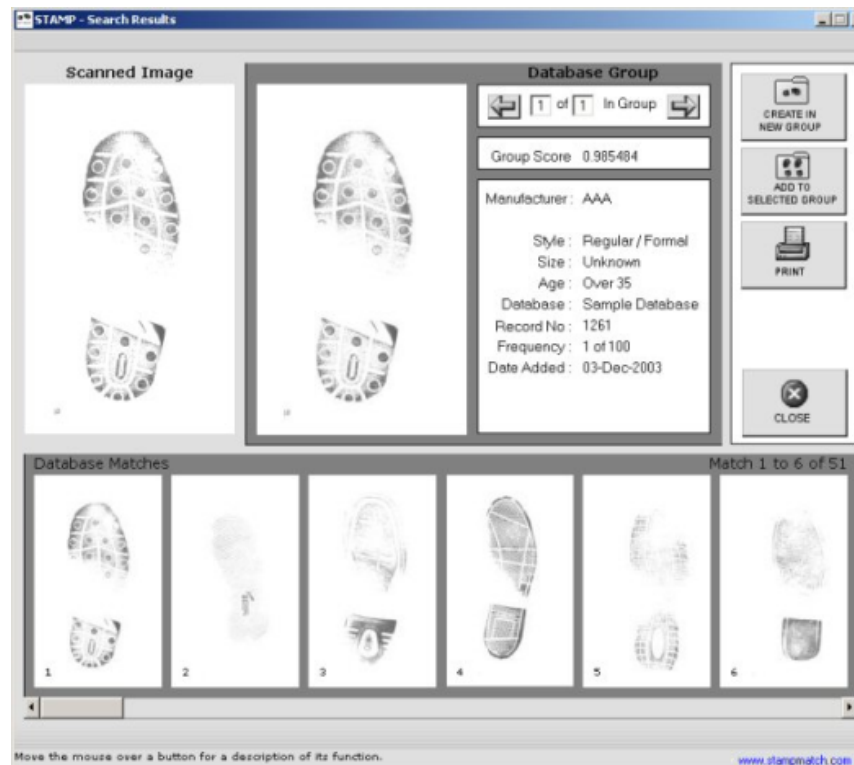 STAMP - Search Results
Scanned Image
Database Group
1 of 1 In Group
Group Score 0.985484
Manufacturer : AAA
Style : Regular / Formal
Size : Unknown
Age : Over 35
Database : Sample Database
Record No : 1261
Frequency : 1 of 100
Date Added : 03-Dec-2003
CREATE IN
NEW GROUP
ADD TO
SELECTED GROUP
PRINT
CLOSE
Database Matches
Match 1 to 6 of 51
1 2 3 4 5 6
Move the mouse over a button for a description of its function.
www.stampmatch.com